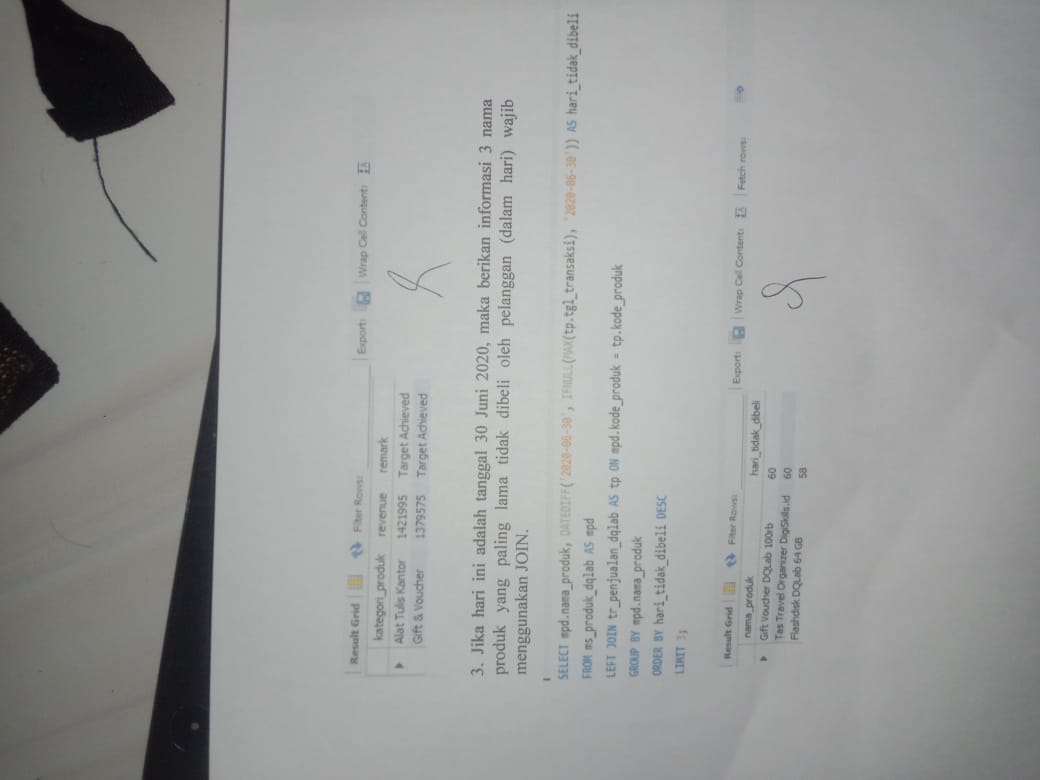 Result Grid | Filter Rows: | Export: | Wrap Cell Content:
kategori_produk revenue remark
Alat Tulis Kantor 1421995 Target Achieved
Gift & Voucher 1379575 Target Achieved
3. Jika hari ini adalah tanggal 30 Juni 2020, maka berikan informasi 3 nama
produk yang paling lama tidak dibeli oleh pelanggan (dalam hari) wajib
menggunakan JOIN.
SELECT mpd.nama_produk, DATEDIFF('2020-06-30', IFNULL(MAX(tp.tgl_transaksi), '2020-06-30')) AS hari_tidak_dibeli
FROM ms_produk_dqlab AS mpd
LEFT JOIN tr_penjualan_dqlab AS tp ON mpd.kode_produk = tp.kode_produk
GROUP BY mpd.nama_produk
ORDER BY hari_tidak_dibeli DESC
LIMIT 3;
Result Grid | Filter Rows: | Export: | Wrap Cell Content: | Fetch rows:
nama_produk hari_tidak_dibeli
Gift Voucher DQLab 100rb 60
Tas Travel Organizer DigiSkills.id 60
Flashdisk DQLab 64 GB 58